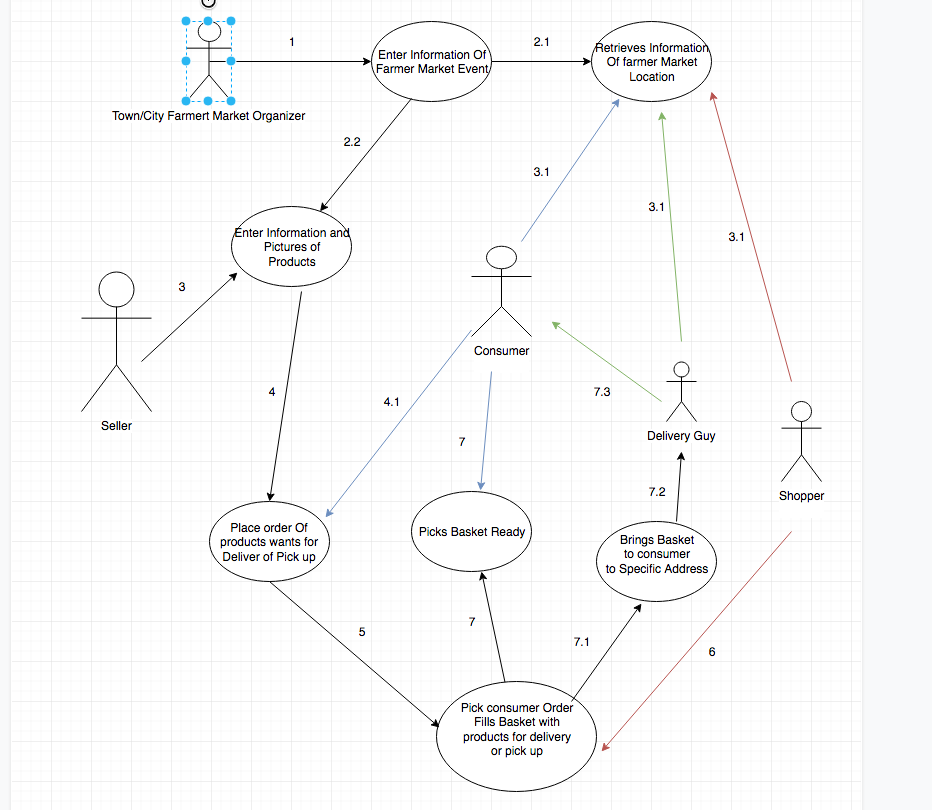 1
2.1
Enter Information Of
Farmer Market Event
Retrieves Information
Of farmer Market
Location
Town/City Farmert Market Organizer
2.2
3.1
3.1
3.1
Enter Information and
Pictures of
Products
3
Consumer
4
4.1
7.3
Seller
7
Delivery Guy
7.2
Shopper
Place order Of
products wants for
Deliver of Pick up
Picks Basket Ready
Brings Basket
to consumer
to Specific Address
5
7
7.1
6
Pick consumer Order
Fills Basket with
products for delivery
or pick up